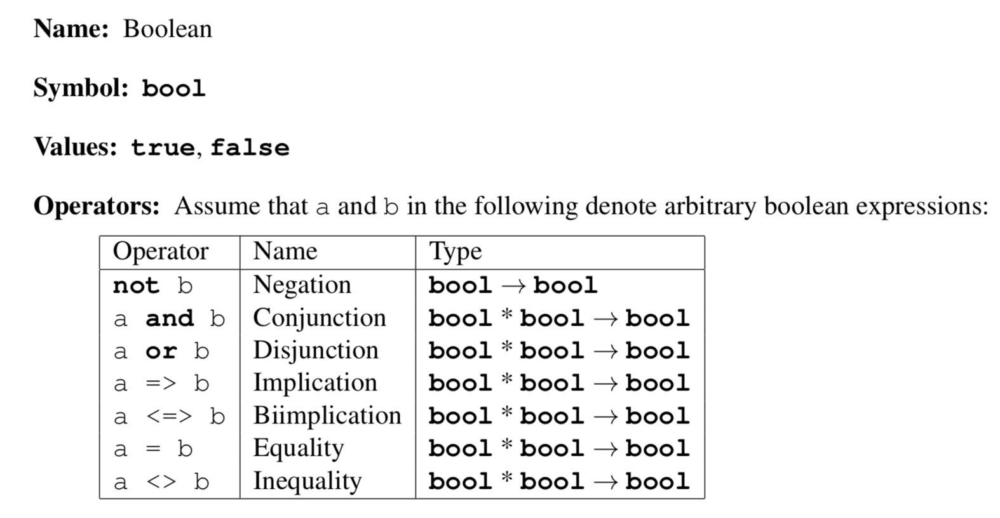 Name: Boolean
Symbol: bool
Values: true, false
Operators: Assume that a and b in the following denote arbitrary boolean expressions:
Operator Name Type
not b Negation bool → bool
a and b Conjunction bool * bool → bool
a or b Disjunction bool * bool → bool
a => b Implication bool * bool → bool
a <=> b Biimplication bool * bool → bool
a = b Equality bool * bool → bool
a <> b Inequality bool * bool → bool